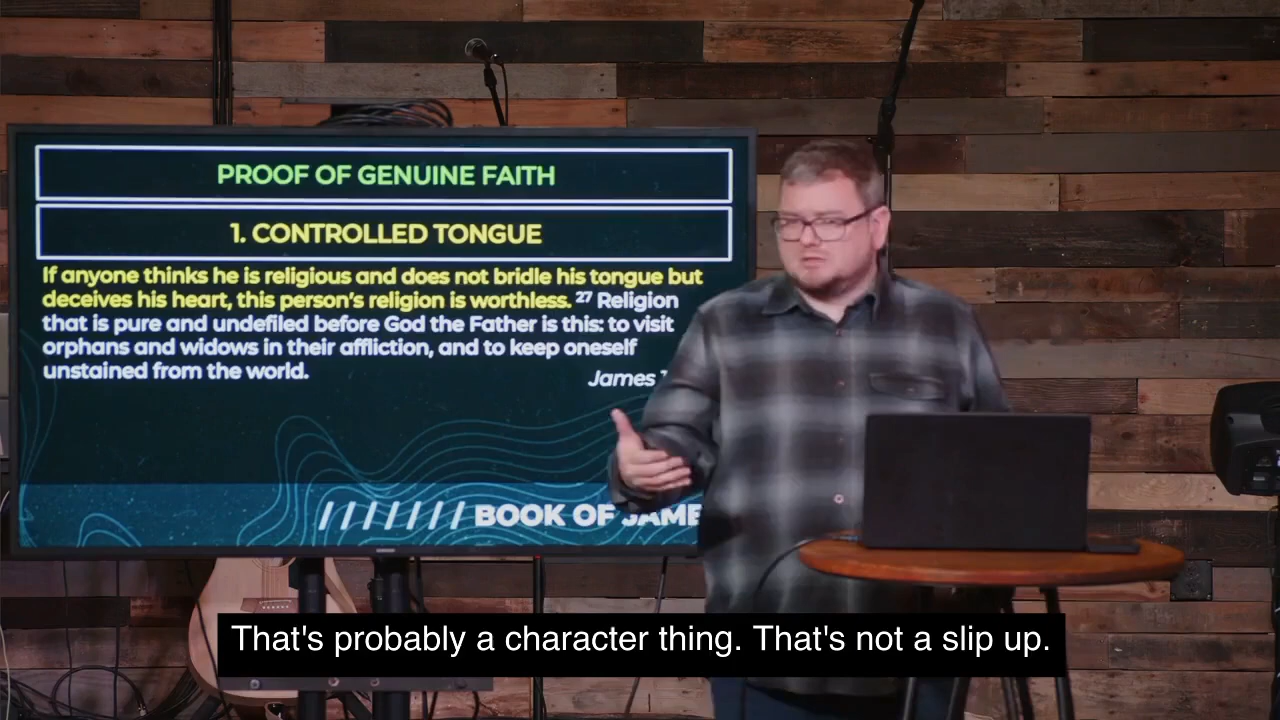 PROOF OF GENUINE FAITH
1. CONTROLLED TONGUE
If anyone thinks he is religious and does not bridle his tongue but
deceives his heart, this person's religion is worthless. 27 Religion
that is pure and undefiled before God the Father is this: to visit
orphans and widows in their affliction, and to keep oneself
unstained from the world.
James
/ / / / / / / BOOK OF JAME
That's probably a character thing. That's not a slip up.